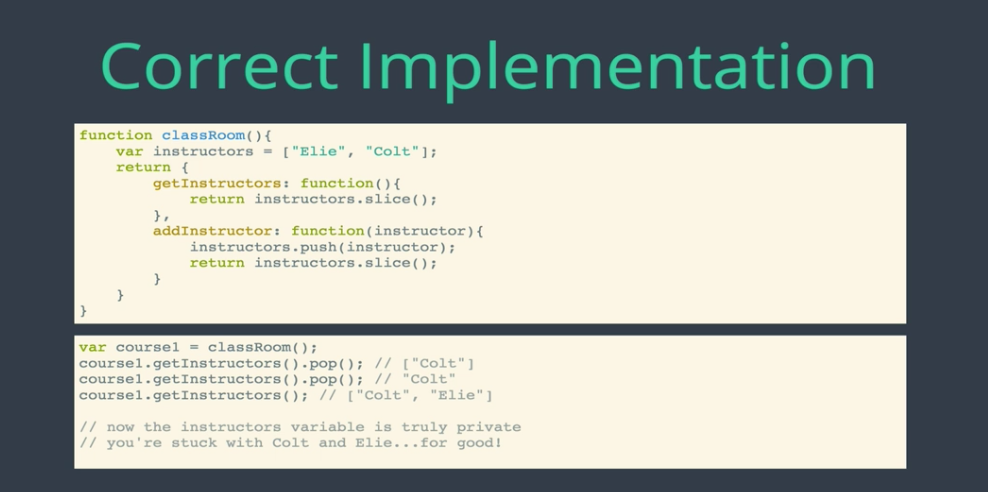 Correct Implementation
function classRoom(){
    var instructors = ["Elie", "Colt"];
    return {
        getInstructors: function(){
            return instructors.slice();
        },
        addInstructor: function(instructor){
            instructors.push(instructor);
            return instructors.slice();
        }
    }
}
var course1 = classRoom();
course1.getInstructors().pop(); // ["Colt"]
course1.getInstructors().pop(); // "Colt"
course1.getInstructors(); // ["Colt", "Elie"]
// now the instructors variable is truly private
// you're stuck with Colt and Elie...for good!